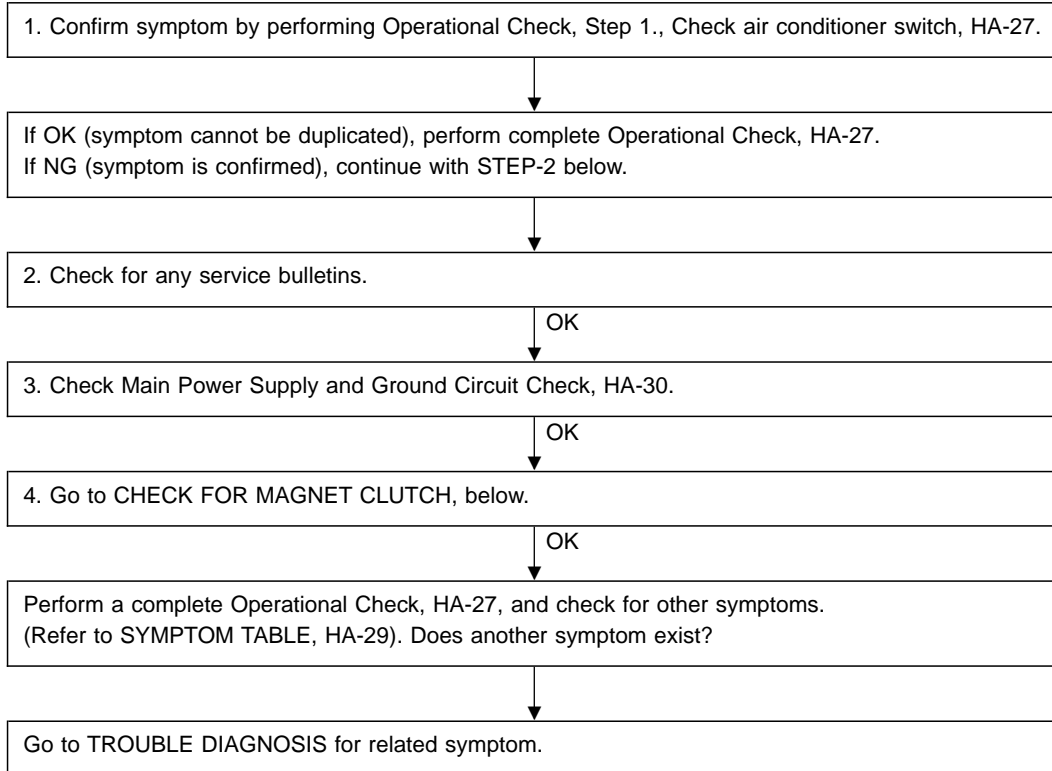 1. Confirm symptom by performing Operational Check, Step 1., Check air conditioner switch, HA-27.
If OK (symptom cannot be duplicated), perform complete Operational Check, HA-27.
If NG (symptom is confirmed), continue with STEP-2 below.
2. Check for any service bulletins.
OK
3. Check Main Power Supply and Ground Circuit Check, HA-30.
OK
4. Go to CHECK FOR MAGNET CLUTCH, below.
OK
Perform a complete Operational Check, HA-27, and check for other symptoms.
(Refer to SYMPTOM TABLE, HA-29). Does another symptom exist?
Go to TROUBLE DIAGNOSIS for related symptom.